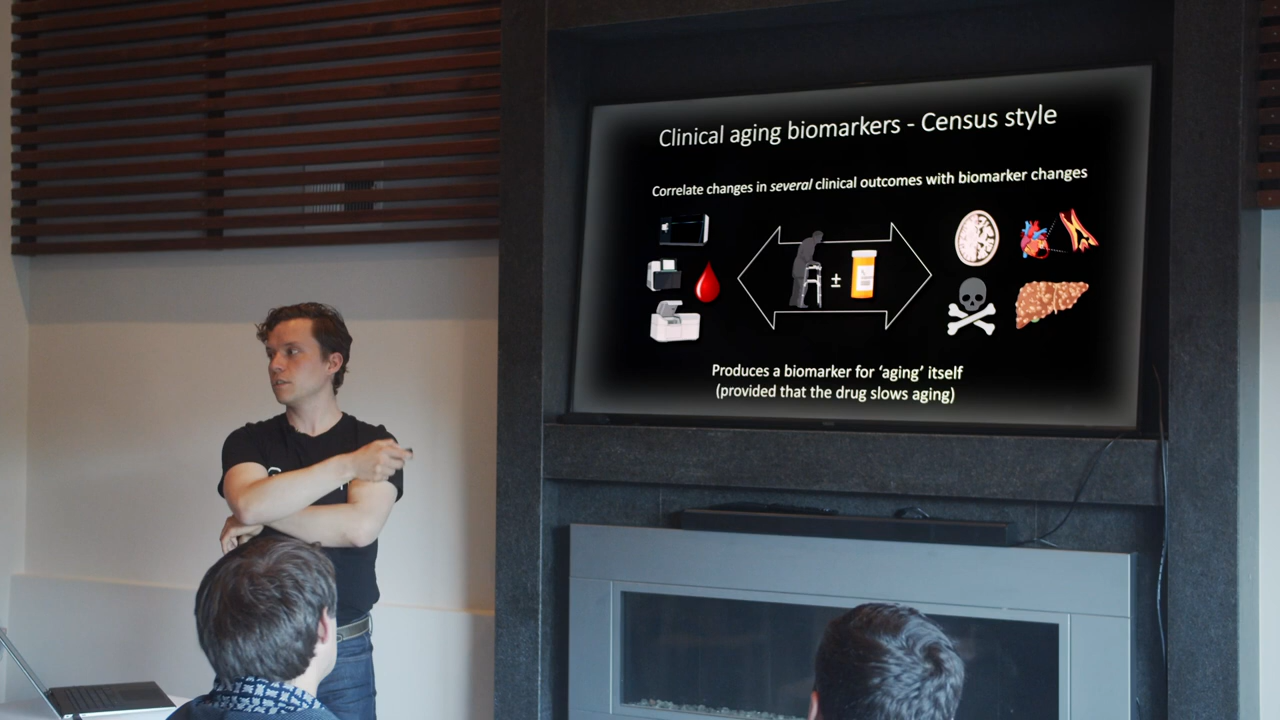 Clinical aging biomarkers - Census style
Correlate changes in several clinical outcomes with biomarker changes
±
Produces a biomarker for ‘aging’ itself
(provided that the drug slows aging)